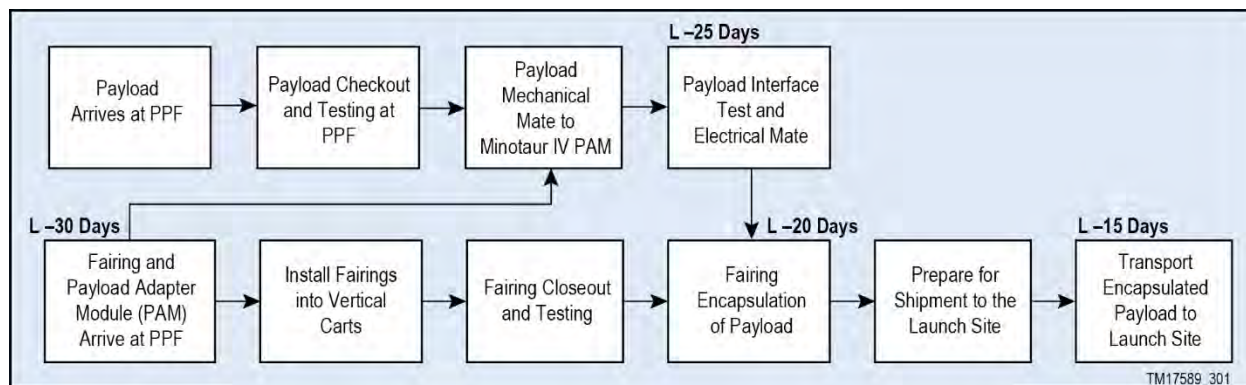 L –25 Days
Payload
Arrives at PPF
Payload Checkout
and Testing at
PPF
Payload
Mechanical
Mate to
Minotaur IV PAM
Payload Interface
Test and
Electrical Mate
L –30 Days
L –20 Days
L –15 Days
Fairing and
Payload Adapter
Module (PAM)
Arrive at PPF
Install Fairings
into Vertical
Carts
Fairing Closeout
and Testing
Fairing
Encapsulation
of Payload
Prepare for
Shipment to the
Launch Site
Transport
Encapsulated
Payload to
Launch Site
TM17589_301